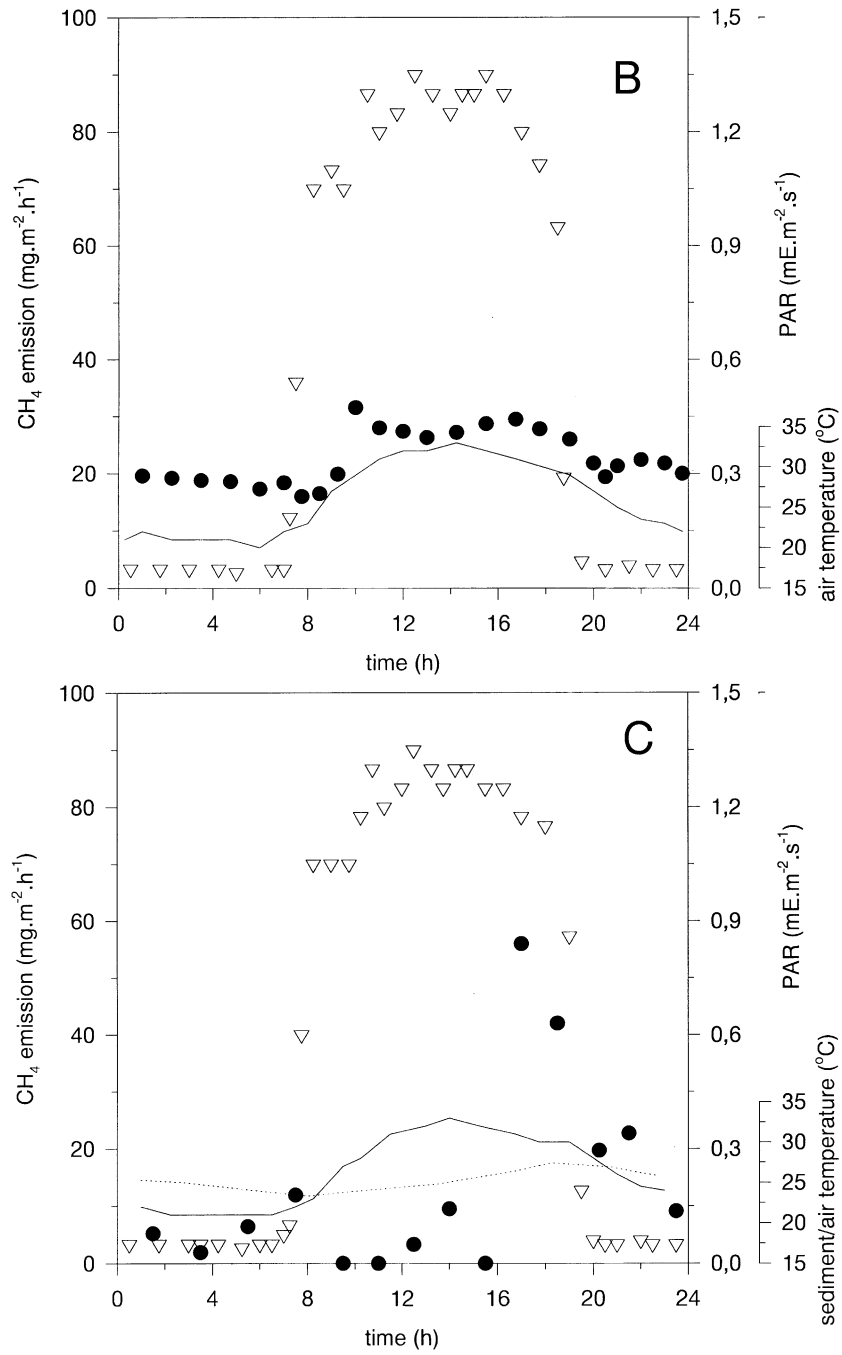 B
100
80
60
40
20
0
CH4 emission (mg.m-2.h-1)
1,5
1,2
0,9
0,6
0,3
0,0
PAR (mE.m-2.s-1)
35
30
25
20
15
air temperature (oC)
0 4 8 12 16 20 24
time (h)
C
100
80
60
40
20
0
CH4 emission (mg.m-2.h-1)
1,5
1,2
0,9
0,6
0,3
0,0
PAR (mE.m-2.s-1)
35
30
25
20
15
sediment/air temperature (oC)
0 4 8 12 16 20 24
time (h)